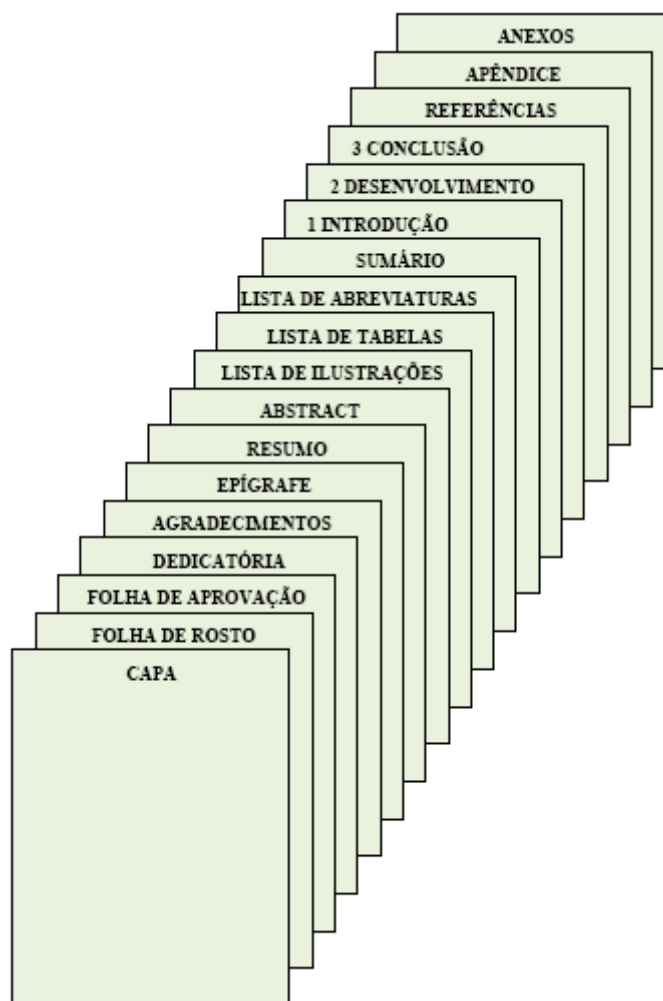 ANEXOS
APÊNDICE
REFERÊNCIAS
3 CONCLUSÃO
2 DESENVOLVIMENTO
1 INTRODUÇÃO
SUMÁRIO
LISTA DE ABREVIATURAS
LISTA DE TABELAS
LISTA DE ILUSTRAÇÕES
ABSTRACT
RESUMO
EPÍGRAFE
AGRADECIMENTOS
DEDICATÓRIA
FOLHA DE APROVAÇÃO
FOLHA DE ROSTO
CAPA